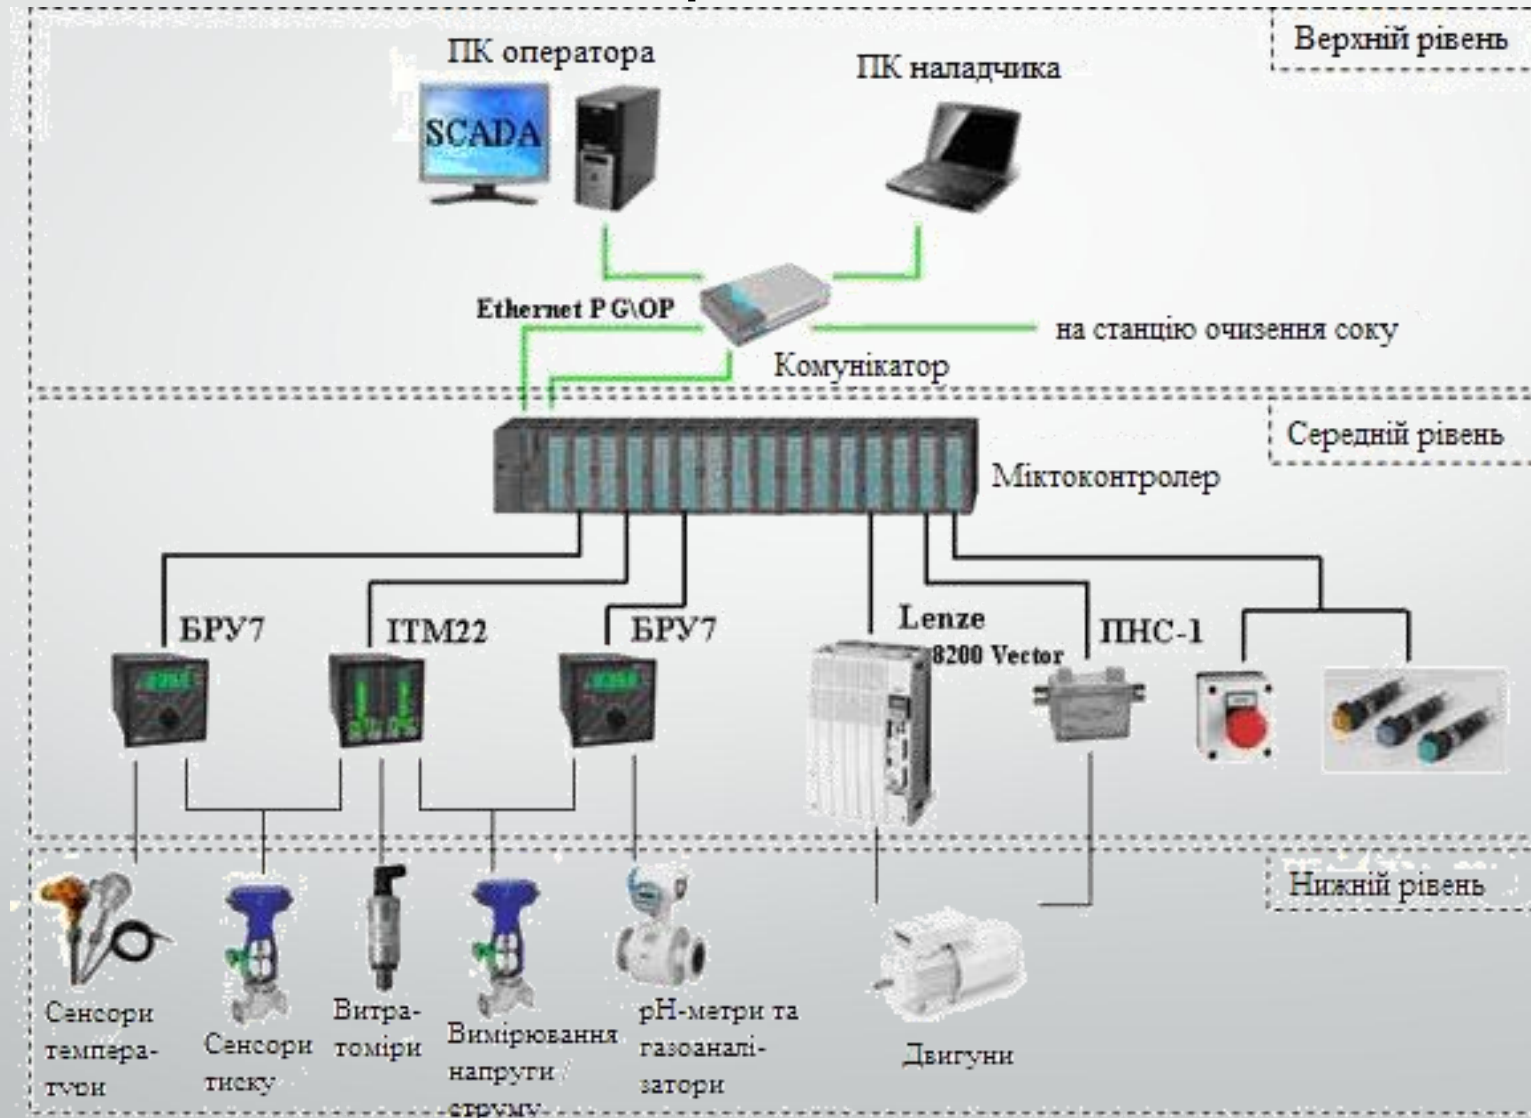 Верхній рівень
ПК оператора
ПК наладчика
SCADA
Ethernet PG\OP
на станцію очизення соку
Комунікатор
Середній рівень
Міктоконтролер
БРУ7
ІТМ22
БРУ7
Lenze
8200 Vector
ПНС-1
Нижній рівень
Сенсори
темпера-
тури
Сенсори
тиску
Витра-
томіри
Вимірювання
напруги /
струму
pH-метри та
газоаналі-
затори
Двигуни